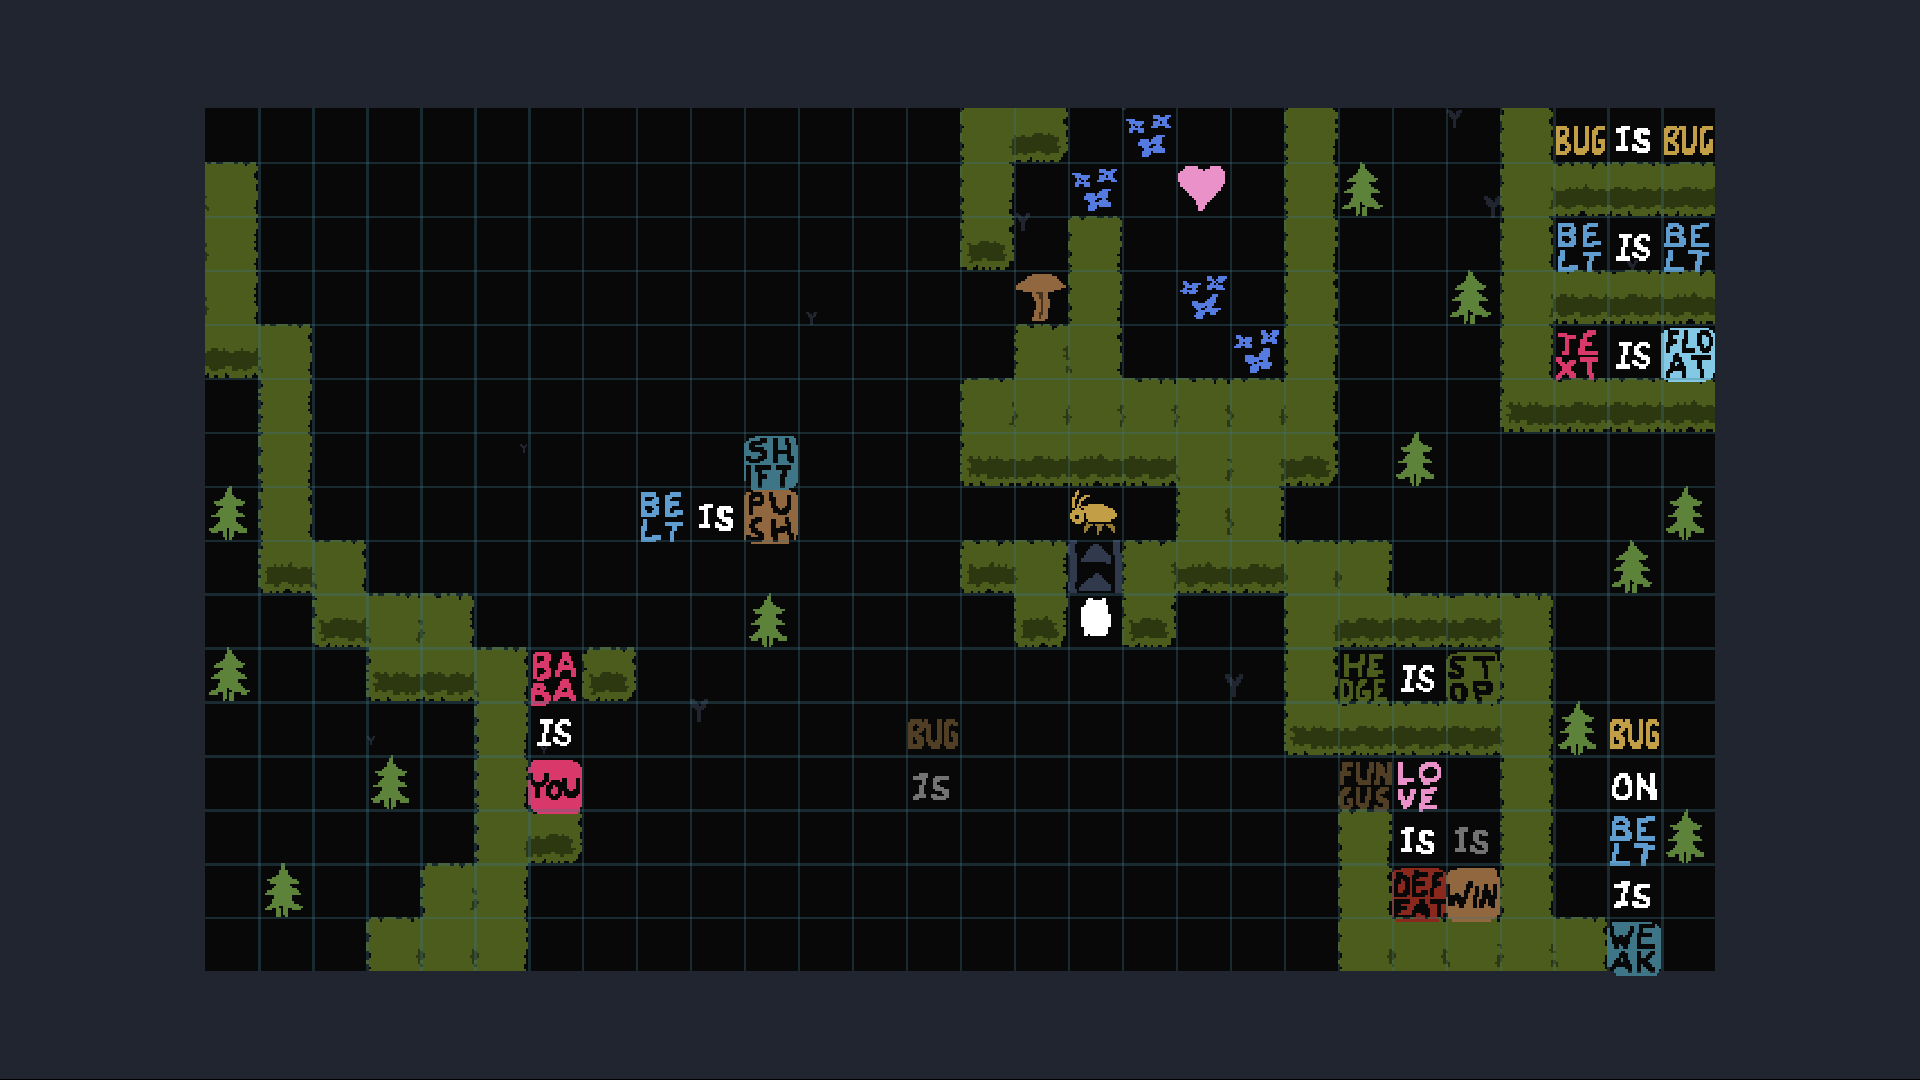 BUG IS BUG
BELT IS BELT
TEXT IS FLOAT
SHIFT
BELT IS PUSH
BABA
IS
YOU
HEDGE IS STOP
BUG
IS
BUG
ON
BELT
IS
WEAK
FUNGUS LOVE
IS IS
DEFEAT WIN